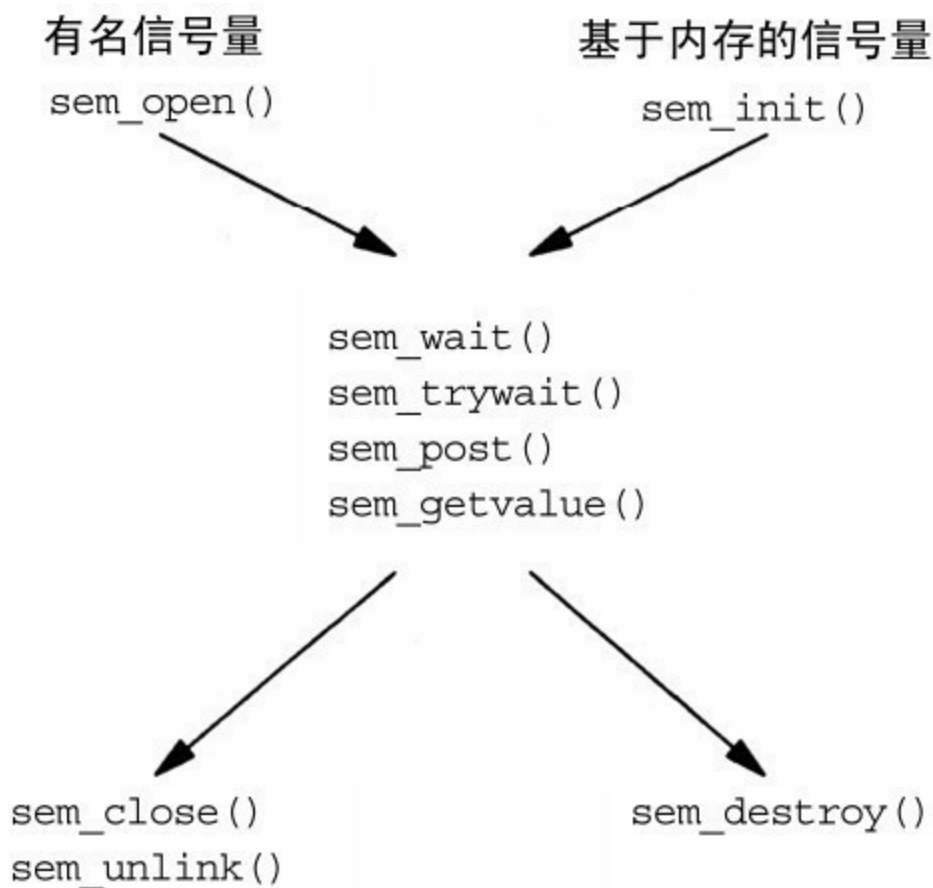 有名信号量
基于内存的信号量
sem_open()
sem_init()
sem_wait()
sem_trywait()
sem_post()
sem_getvalue()
sem_close()
sem_destroy()
sem_unlink()